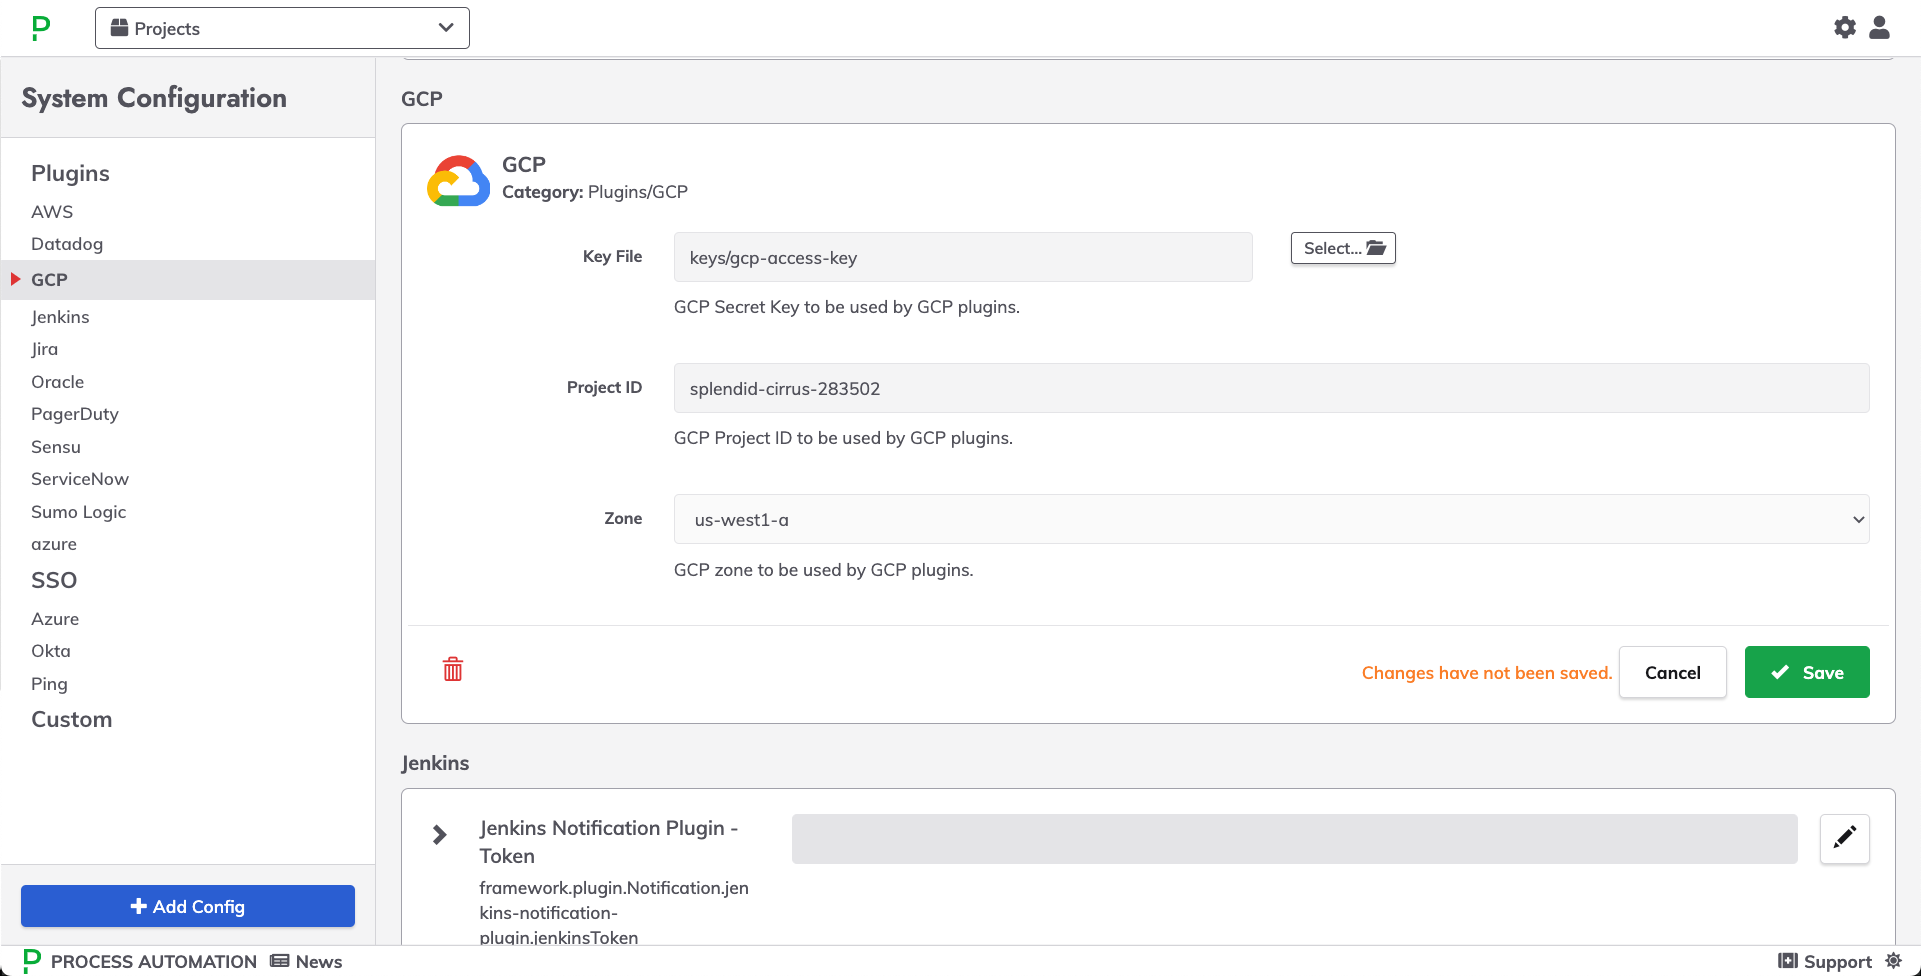 Projects
System Configuration
Plugins
AWS
Datadog
GCP
Jenkins
Jira
Oracle
PagerDuty
Sensu
ServiceNow
Sumo Logic
azure
SSO
Azure
Okta
Ping
Custom
Add Config
GCP
GCP
Category: Plugins/GCP
Key File
keys/gcp-access-key
Select...
GCP Secret Key to be used by GCP plugins.
Project ID
splendid-cirrus-283502
GCP Project ID to be used by GCP plugins.
Zone
us-west1-a
GCP zone to be used by GCP plugins.
Changes have not been saved.
Cancel
Save
Jenkins
Jenkins Notification Plugin -
Token
framework.plugin.Notification.jen
kins-notification-
plugin.jenkinsToken
PROCESS AUTOMATION
News
Support